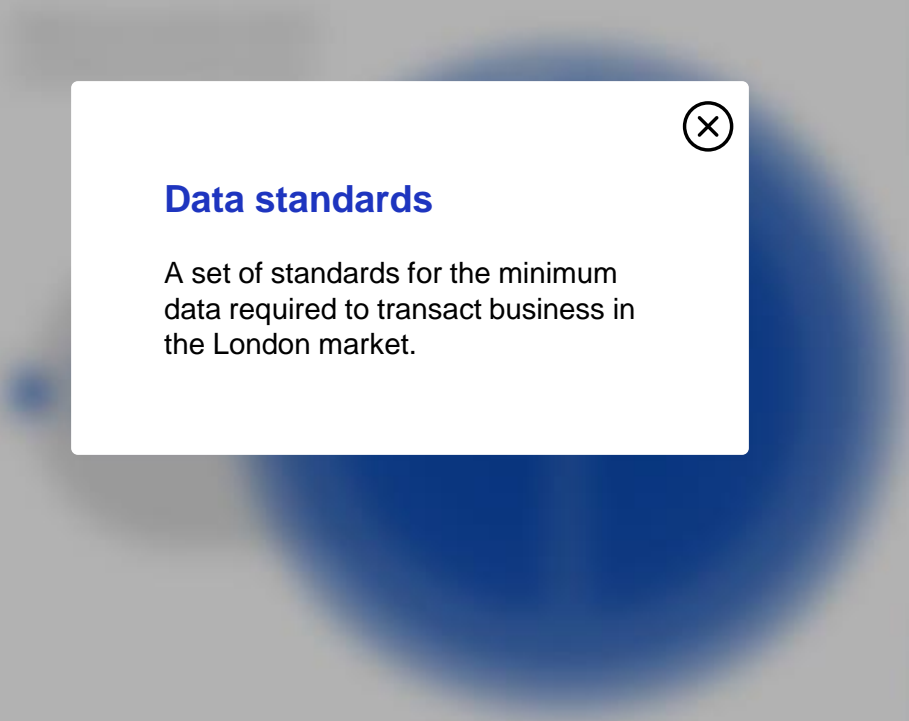 Data standards
A set of standards for the minimum
data required to transact business in
the London market.